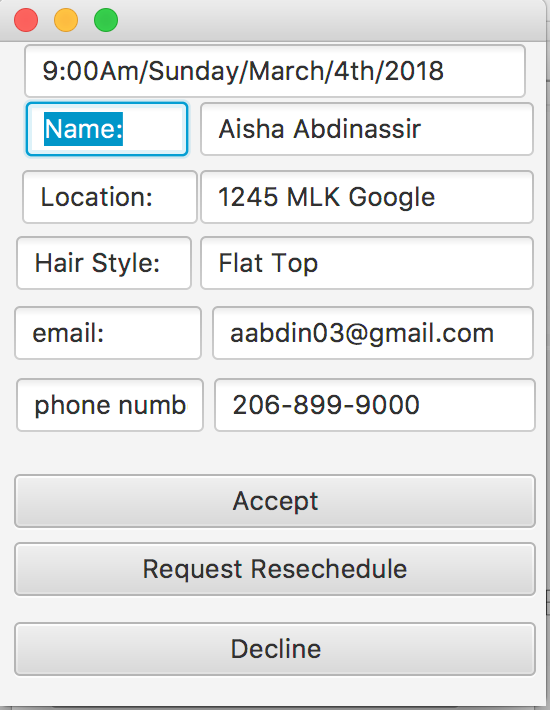 9:00Am/Sunday/March/4th/2018
Name: Aisha Abdinassir
Location: 1245 MLK Google
Hair Style: Flat Top
email: aabdin03@gmail.com
phone numb 206-899-9000
Accept
Request Resechedule
Decline